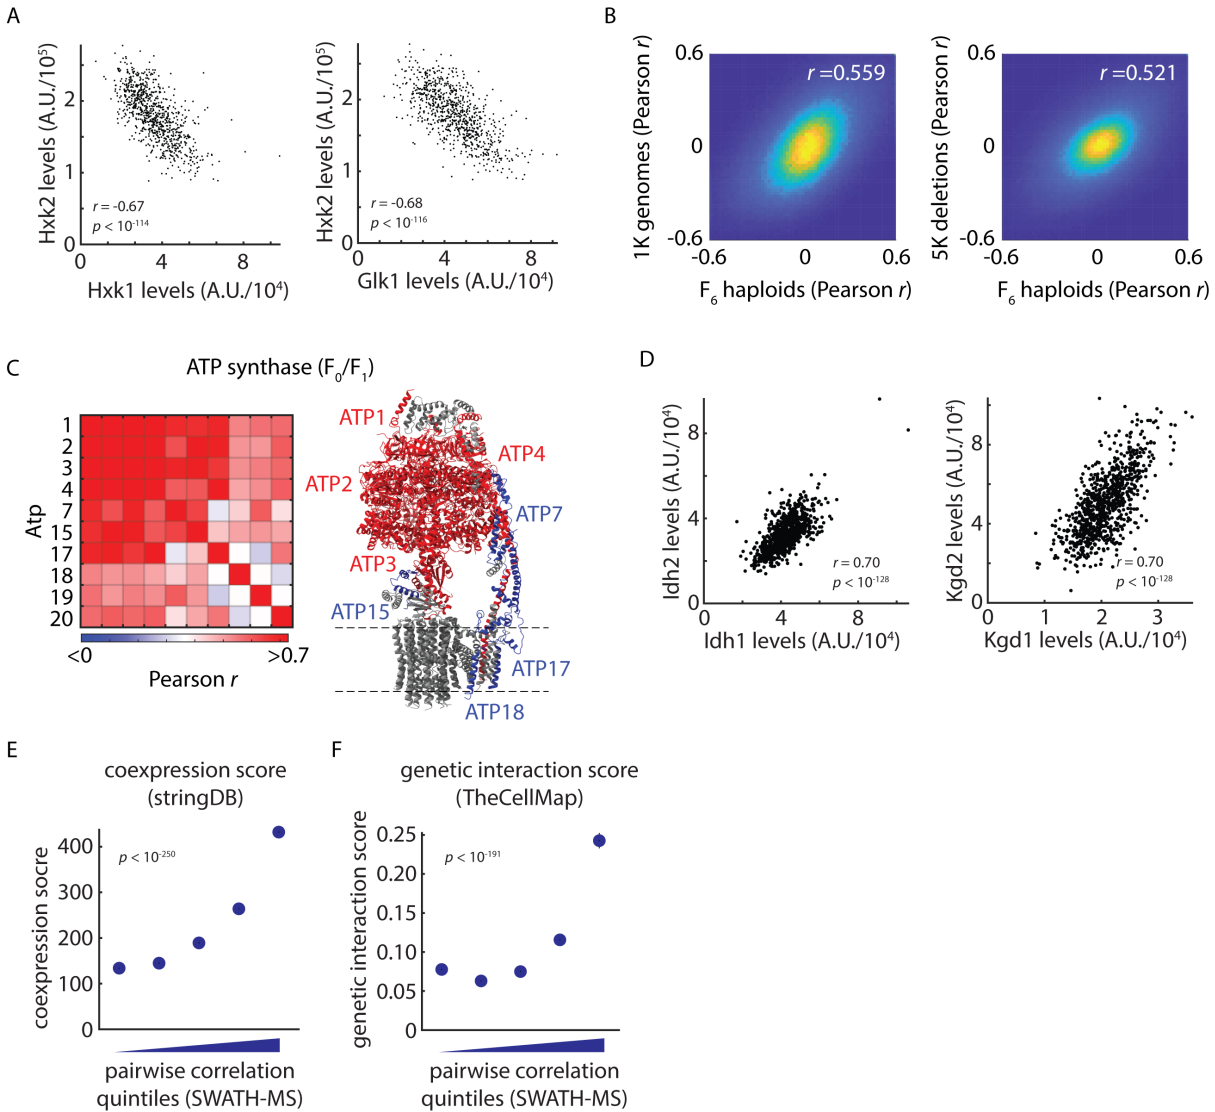 A
Hxk2 levels (A.U./10⁵)
2
1
0
r = -0.67
p < 10⁻¹¹⁴
0
4
8
Hxk1 levels (A.U./10⁴)
Hxk2 levels (A.U./10⁵)
2
1
0
r = -0.68
p < 10⁻¹¹⁶
0
4
8
Glk1 levels (A.U./10⁴)
B
1K genomes (Pearson r)
0.6
0
-0.6
r =0.559
-0.6
0
0.6
F₆ haploids (Pearson r)
5K deletions (Pearson r)
0.6
0
-0.6
r =0.521
-0.6
0
0.6
F₆ haploids (Pearson r)
C
ATP synthase (F₀/F₁)
Atp
1
2
3
4
7
15
17
18
19
20
<0
>0.7
Pearson r
ATP1
ATP4
ATP2
ATP7
ATP3
ATP15
ATP17
ATP18
D
Idh2 levels (A.U./10⁴)
8
4
0
r = 0.70
p < 10⁻¹²⁸
0
4
8
Idh1 levels (A.U./10⁴)
Kgd2 levels (A.U./10⁴)
8
4
0
r = 0.70
p < 10⁻¹²⁸
0
1
2
3
Kgd1 levels (A.U./10⁴)
E
coexpression score
(stringDB)
coexpression socre
400
300
200
100
0
p < 10⁻²⁵⁰
pairwise correlation
quintiles (SWATH-MS)
F
genetic interaction score
(TheCellMap)
genetic interaction score
0.25
0.20
0.15
0.10
0.05
0
p < 10⁻¹⁹¹
pairwise correlation
quintiles (SWATH-MS)